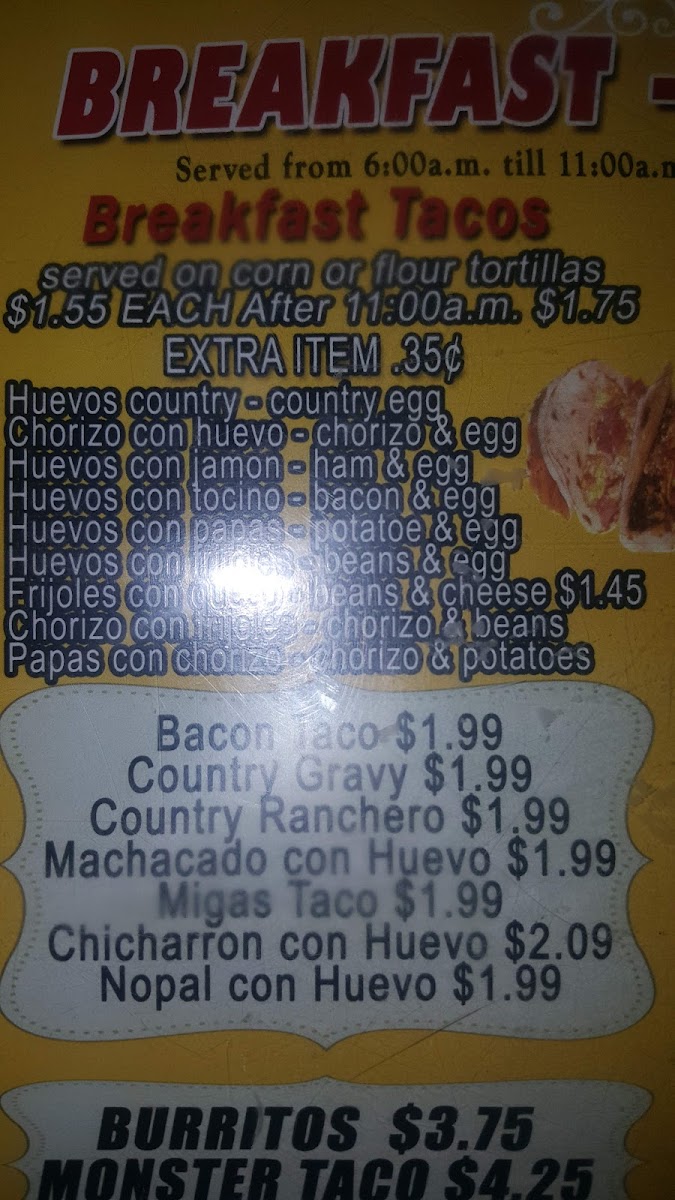 BREAKFAST -
Served from 6:00a.m. till 11:00a.m
Breakfast Tacos
served on corn or flour tortillas
$1.55 EACH After 11:00a.m. $1.75
EXTRA ITEM .35¢
Huevos country - country egg
Chorizo con huevo - chorizo & egg
Huevos con jamon - ham & egg
Huevos con tocino - bacon & egg
Huevos con papas - potatoe & egg
Huevos con - beans & egg
Frijoles con beans & cheese $1.45
Chorizo con frijoles - chorizo & beans
Papas con chorizo - chorizo & potatoes
Bacon Taco $1.99
Country Gravy $1.99
Country Ranchero $1.99
Machacado con Huevo $1.99
Migas Taco $1.99
Chicharron con Huevo $2.09
Nopal con Huevo $1.99
BURRITOS $3.75
MONSTER TACO $4.25